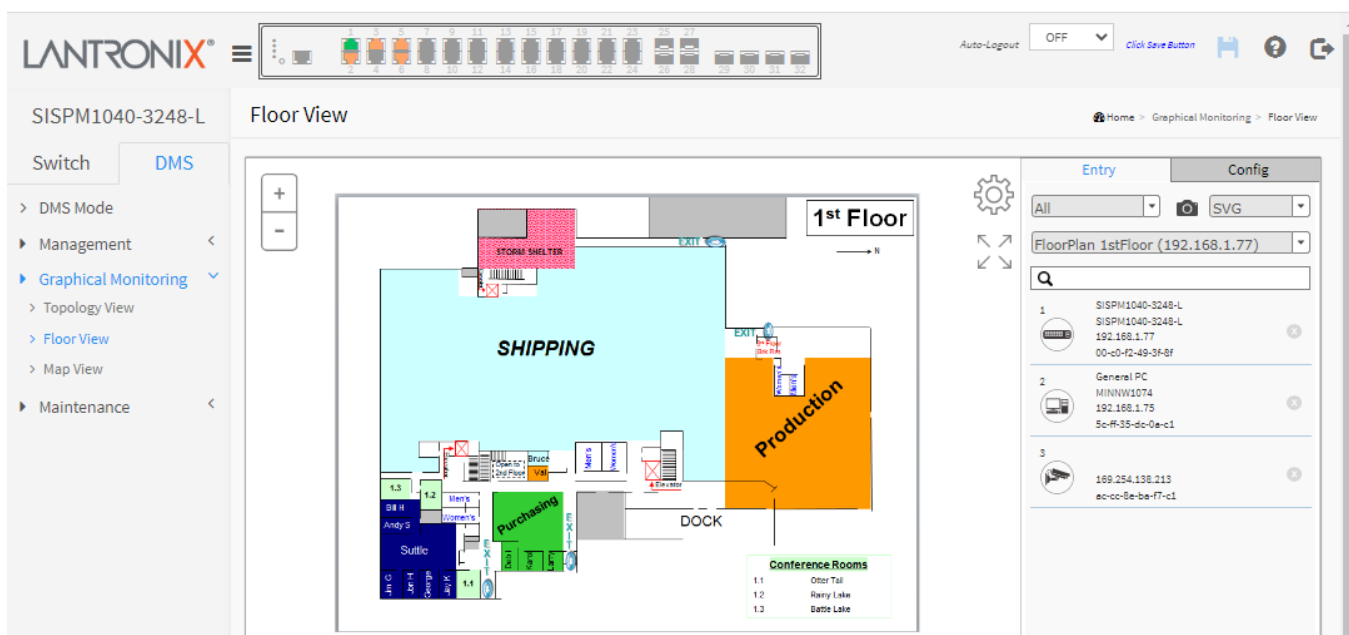 LANTRONIX®
1 3 5 7 9 11 13 15 17 19 21 23 25 27
2 4 6 8 10 12 14 16 18 20 22 24 26 28 29 30 31 32
Auto-Logout OFF Click Save Button
SISPM1040-3248-L
Floor View
Home > Graphical Monitoring > Floor View
Switch DMS
> DMS Mode
Management
Graphical Monitoring
> Topology View
> Floor View
> Map View
Maintenance
+
-
1st Floor
N
STORM SHELTER
EXIT
SHIPPING
EXIT
Women's
Men's
Production
Open to
2nd Floor
Bruce
Val
Men's
Women's
Elevator
1.3
1.2
Men's
Women's
Bill H
Andy S
Suttle
Purchasing
EXIT
EXIT
DOCK
Jim G
Jon H
George
Jay K
1.1
Deb I
Karol
Larry
Conference Rooms
1.1 Otter Tail
1.2 Rainy Lake
1.3 Battle Lake
Entry Config
All SVG
FloorPlan 1stFloor (192.168.1.77)
1
SISPM1040-3248-L
SISPM1040-3248-L
192.168.1.77
00-c0-f2-49-3f-8f
2
General PC
MINNW1074
192.168.1.75
5c-ff-35-dc-0a-c1
3
169.254.138.213
ac-cc-8e-ba-f7-c1